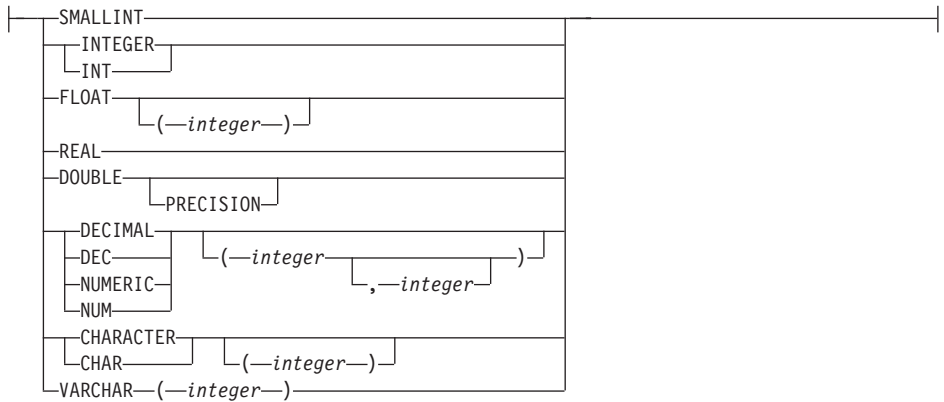 SMALLINT
INTEGER
INT
FLOAT
( integer )
REAL
DOUBLE
PRECISION
DECIMAL
DEC ( integer )
NUMERIC , integer
NUM
CHARACTER
CHAR ( integer )
VARCHAR ( integer )